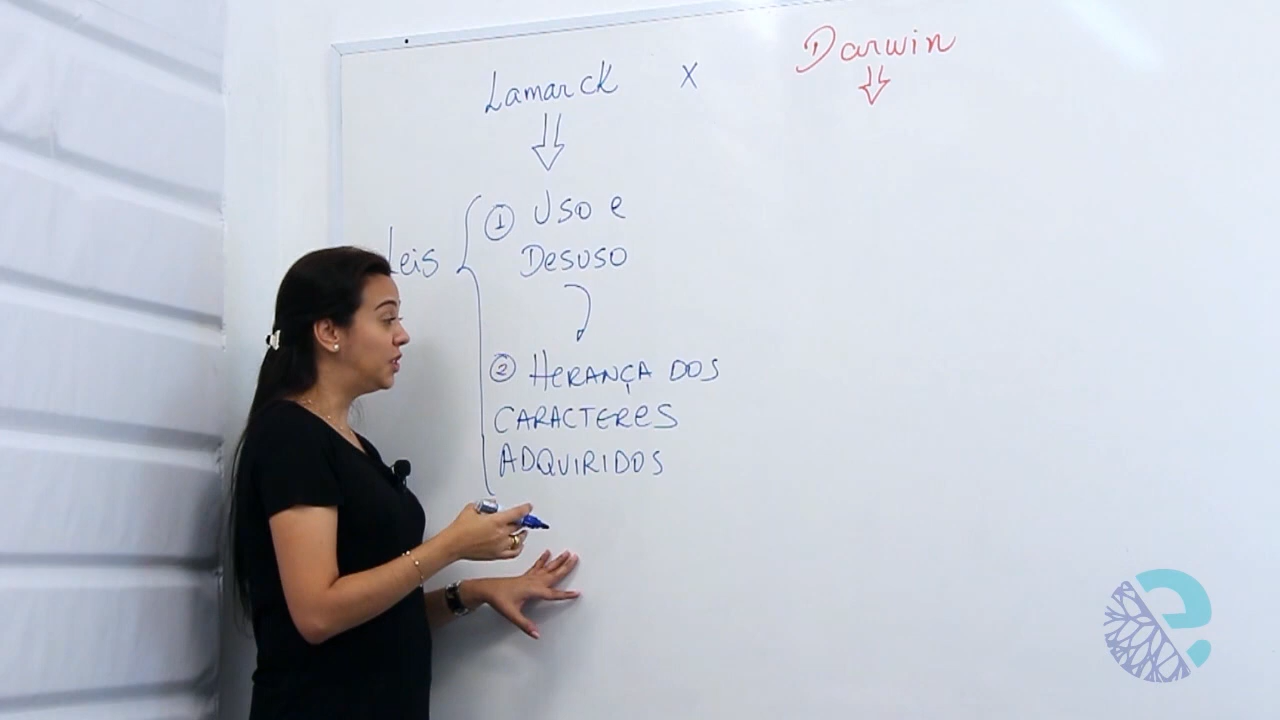 Lamarck x Darwin
Leis
① Uso e
Desuso
② HERANÇA DOS
CARACTERES
ADQUIRIDOS